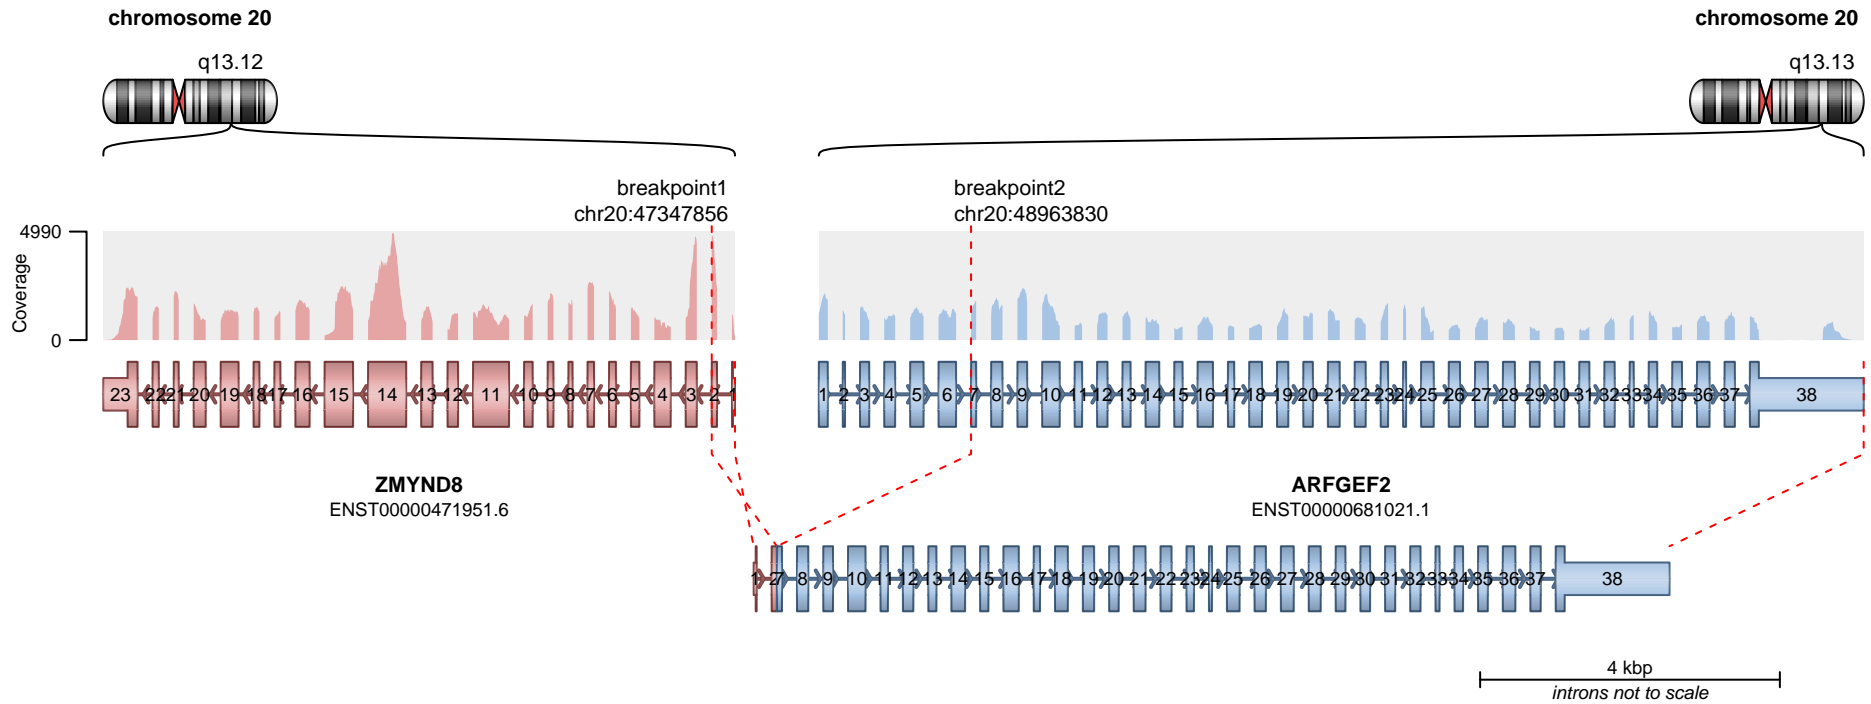 chromosome 20
chromosome 20
q13.12
q13.13
breakpoint1
chr20:47347856
breakpoint2
chr20:48963830
4990
0
Coverage
23 22 21 20 19 18 17 16 15 14 13 12 11 10 9 8 7 6 5 4 3 2 1
1 2 3 4 5 6 7 8 9 10 11 12 13 14 15 16 17 18 19 20 21 22 23 24 25 26 27 28 29 30 31 32 33 34 35 36 37 38
ZMYND8
ENST00000471951.6
ARFGEF2
ENST00000681021.1
1 2 7 8 9 10 11 12 13 14 15 16 17 18 19 20 21 22 23 24 25 26 27 28 29 30 31 32 33 34 35 36 37 38
4 kbp
introns not to scale